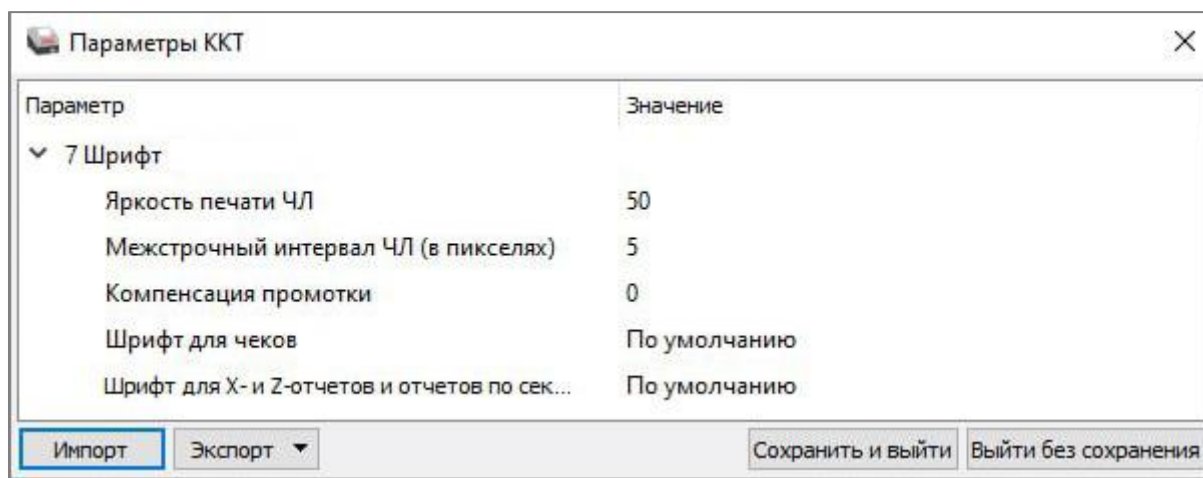 Параметры ККТ
Параметр Значение
7 Шрифт
Яркость печати ЧЛ 50
Межстрочный интервал ЧЛ (в пикселях) 5
Компенсация промотки 0
Шрифт для чеков По умолчанию
Шрифт для X- и Z-отчетов и отчетов по сек... По умолчанию
Импорт Экспорт Сохранить и выйти Выйти без сохранения